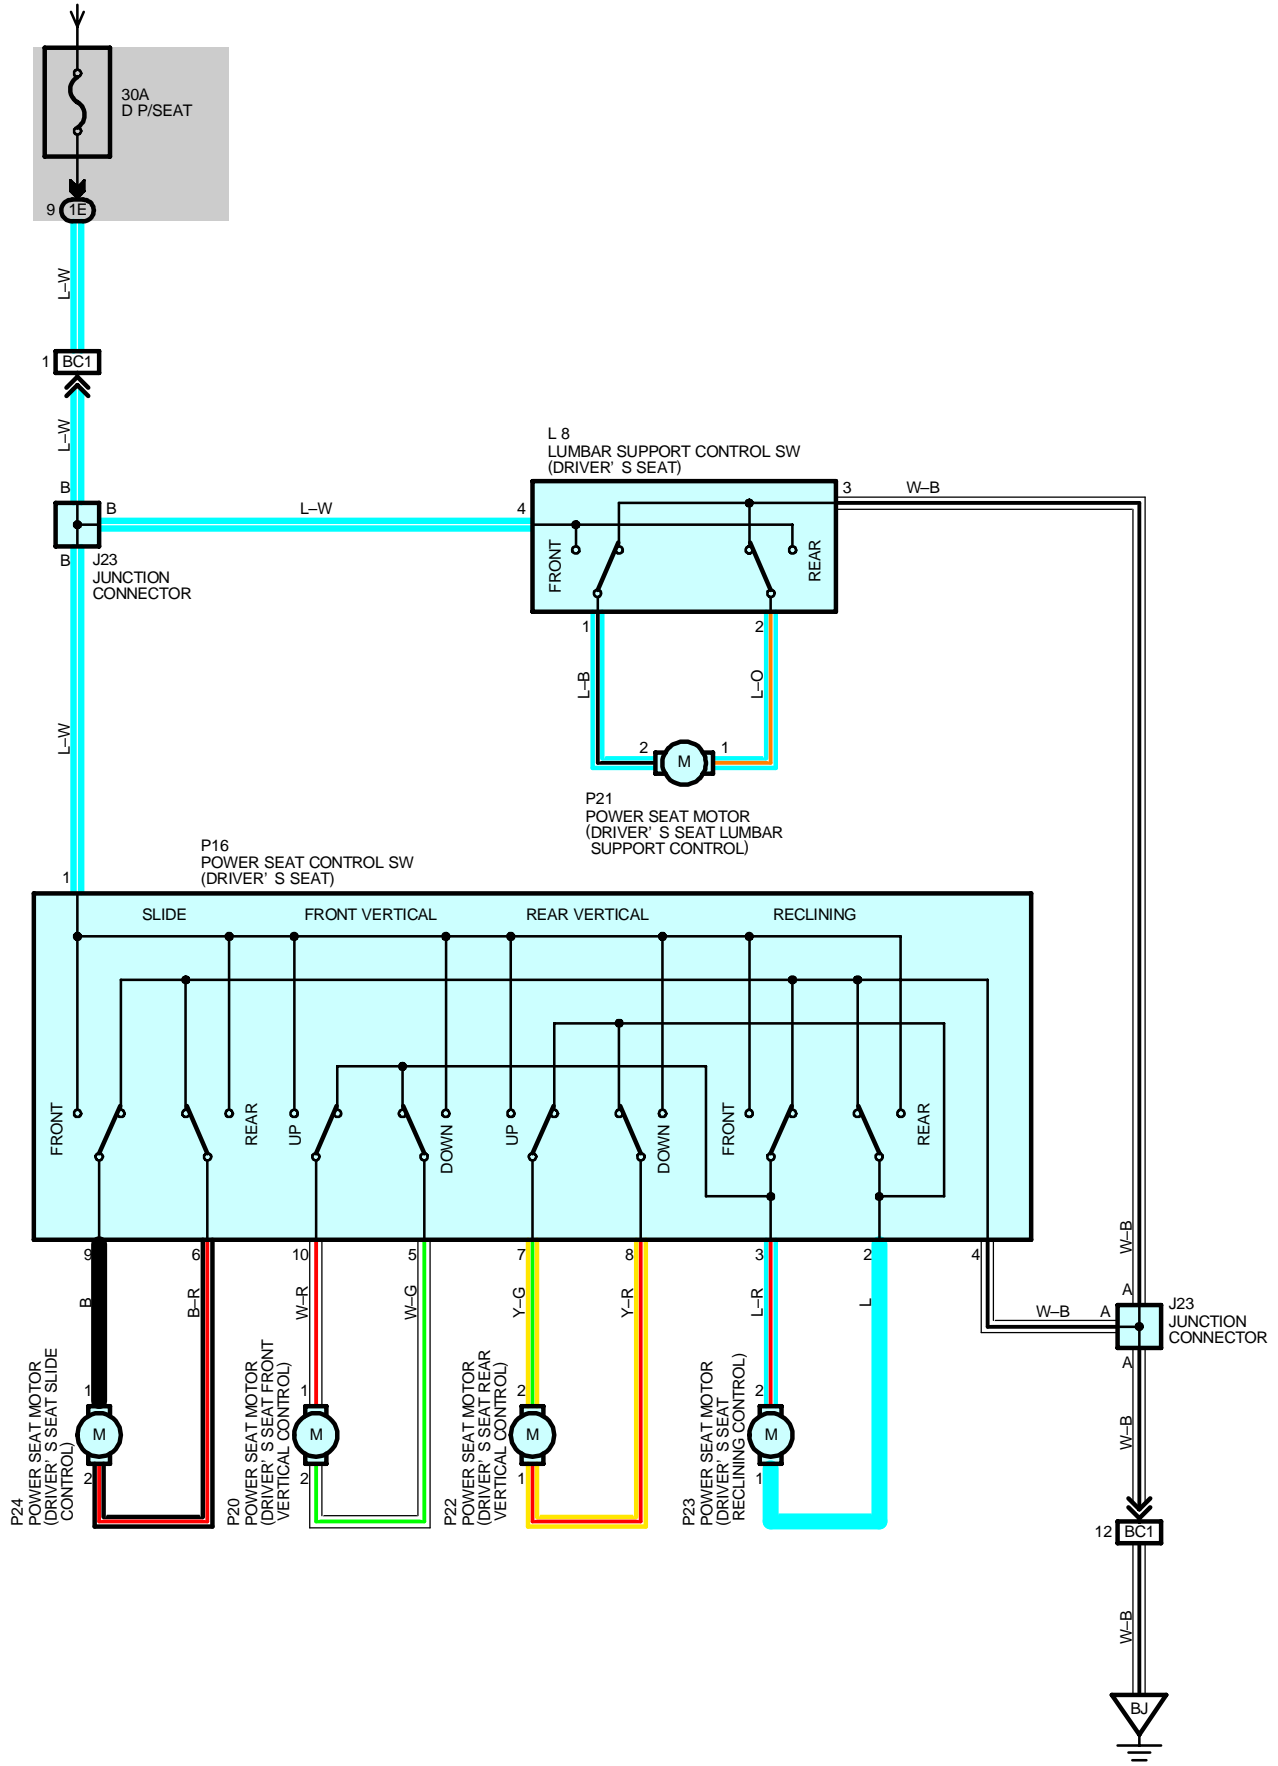 30A
D P/SEAT
9 1E
L–W
1 BC1
L–W
B
B
L–W
B
J23
JUNCTION
CONNECTOR
L–W
L 8
LUMBAR SUPPORT CONTROL SW
(DRIVER' S SEAT)
4
3
W–B
FRONT
REAR
1
2
L–B
L–O
2
M
1
P21
POWER SEAT MOTOR
(DRIVER' S SEAT LUMBAR
SUPPORT CONTROL)
P16
POWER SEAT CONTROL SW
(DRIVER' S SEAT)
1
SLIDE
FRONT VERTICAL
REAR VERTICAL
RECLINING
FRONT
REAR
UP
DOWN
UP
DOWN
FRONT
REAR
9
6
10
5
7
8
3
2
4
B
B–R
W–R
W–G
Y–G
Y–R
L–R
L
W–B
W–B
A
A
A
J23
JUNCTION
CONNECTOR
1
M
2
P24
POWER SEAT MOTOR
(DRIVER' S SEAT SLIDE
CONTROL)
1
M
2
P20
POWER SEAT MOTOR
(DRIVER' S SEAT FRONT
VERTICAL CONTROL)
2
M
1
P22
POWER SEAT MOTOR
(DRIVER' S SEAT REAR
VERTICAL CONTROL)
2
M
1
P23
POWER SEAT MOTOR
(DRIVER' S SEAT
RECLINING CONTROL)
W–B
12 BC1
W–B
BJ